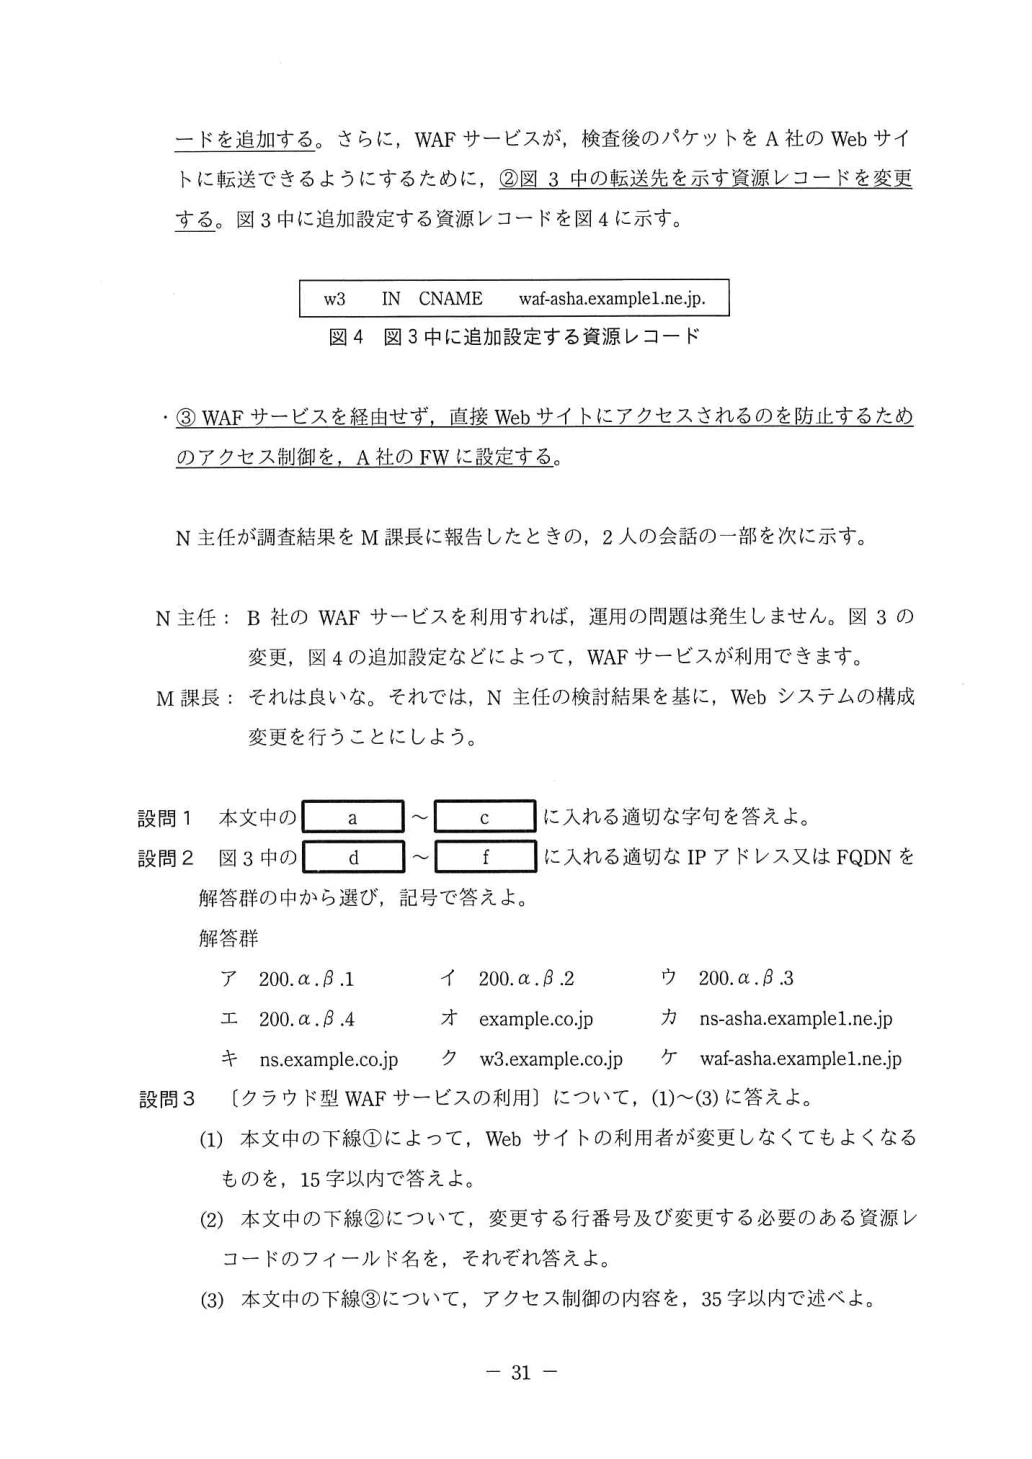 ードを追加する。さらに，WAF サービスが，検査後のパケットを A 社の Web サイ
トに転送できるようにするために，②図 3 中の転送先を示す資源レコードを変更
する。図 3 中に追加設定する資源レコードを図 4 に示す。
w3 IN CNAME waf-asha.example1.ne.jp.
図 4 図 3 中に追加設定する資源レコード
・③ WAF サービスを経由せず，直接 Web サイトにアクセスされるのを防止するため
のアクセス制御を，A 社の FW に設定する。
N 主任が調査結果を M 課長に報告したときの，2 人の会話の一部を次に示す。
N 主任： B 社の WAF サービスを利用すれば，運用の問題は発生しません。図 3 の
変更，図 4 の追加設定などによって，WAF サービスが利用できます。
M 課長： それは良いな。それでは，N 主任の検討結果を基に，Web システムの構成
変更を行うことにしよう。
設問 1 本文中の a ～ c に入れる適切な字句を答えよ。
設問 2 図 3 中の d ～ f に入れる適切な IP アドレス又は FQDN を
解答群の中から選び，記号で答えよ。
解答群
ア 200.α.β.1 イ 200.α.β.2 ウ 200.α.β.3
エ 200.α.β.4 オ example.co.jp カ ns-asha.example1.ne.jp
キ ns.example.co.jp ク w3.example.co.jp ケ waf-asha.example1.ne.jp
設問 3 〔クラウド型 WAF サービスの利用〕について，(1)～(3) に答えよ。
(1) 本文中の下線①によって，Web サイトの利用者が変更しなくてもよくなる
ものを，15 字以内で答えよ。
(2) 本文中の下線②について，変更する行番号及び変更する必要のある資源レ
コードのフィールド名を，それぞれ答えよ。
(3) 本文中の下線③について，アクセス制御の内容を，35 字以内で述べよ。
－ 31 －